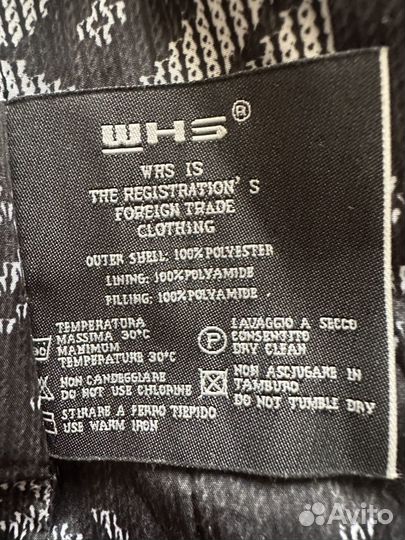 WHS®
WHS IS
THE REGISTRATION'S
FOREIGN TRADE
CLOTHING
OUTER SHELL: 100%POLYESTER
LINING: 100%POLYAMIDE
FILLING: 100%POLYAMIDE
TEMPERATURA
MASSIMA 30°C
MAXIMUM
TEMPERATURE 30°C
NON CANDEGGIARE
DO NOT USE CHLORINE
STIRARE A FERRO TIEPIDO
USE WARM IRON
P
LAVAGGIO A SECCO
CONSENTITO
DRY CLEAN
NON ASCIUGARE IN
TAMBURO
DO NOT TUMBLE DRY
Avito